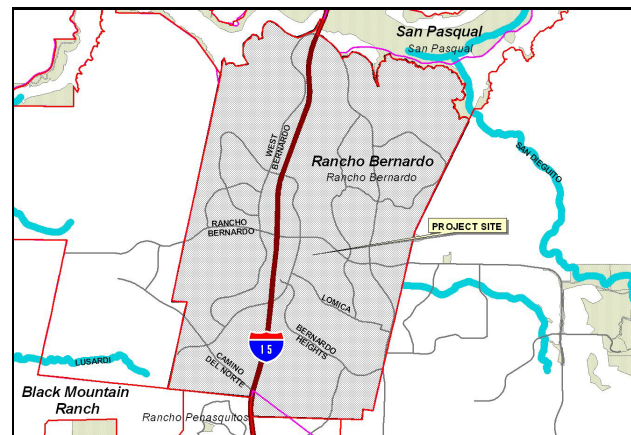 San Pasqual
San Pasqual
WEST
BERNARDO
Rancho Bernardo
Rancho Bernardo
SAN DIEGUITO
RANCHO
BERNARDO
PROJECT SITE
LOMICA
BERNARDO
HEIGHTS
15
CAMINO
DEL NORTE
LUSARDI
Black Mountain
Ranch
Rancho Penasquitos